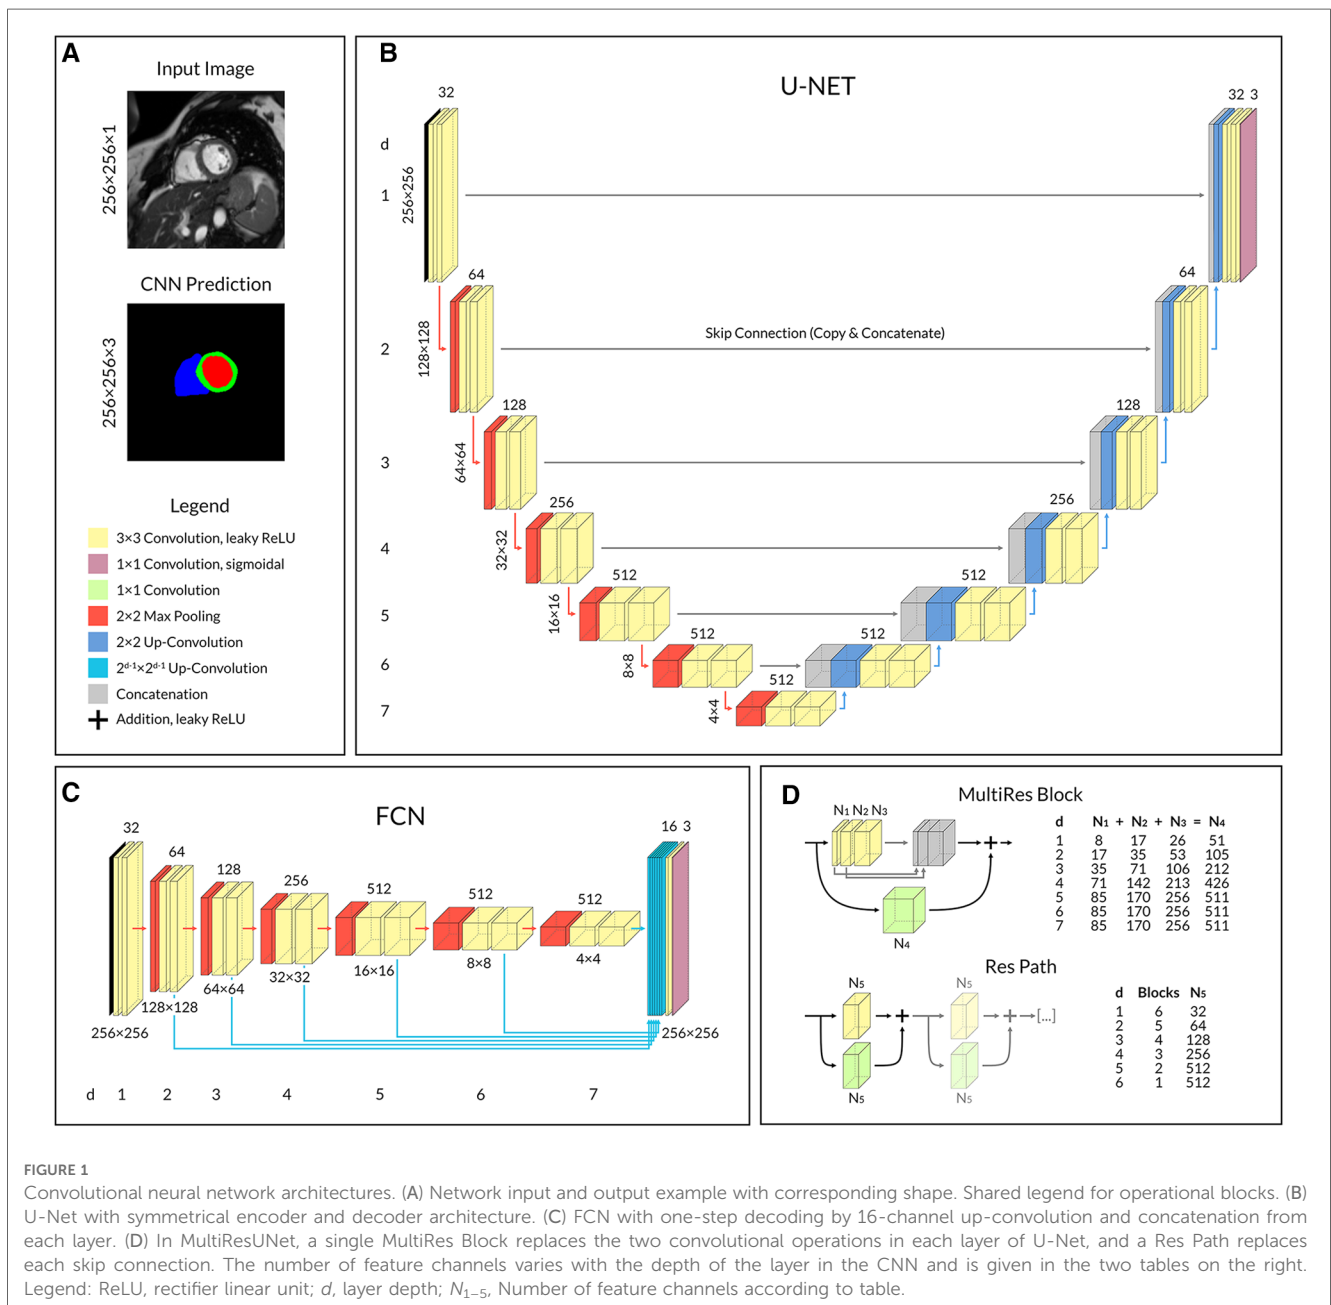 A
Input Image
256×256×1
CNN Prediction
256×256×3
Legend
3×3 Convolution, leaky ReLU
1×1 Convolution, sigmoidal
1×1 Convolution
2×2 Max Pooling
2×2 Up-Convolution
2^d-1×2^d-1 Up-Convolution
Concatenation
Addition, leaky ReLU
B
U-NET
d
32
32 3
1
256×256
64
64
2
128×128
Skip Connection (Copy & Concatenate)
128
128
3
64×64
256
256
4
32×32
512
512
5
16×16
512
512
6
8×8
512
7
4×4
C
FCN
32
64
128
256
512
512
512
16 3
256×256
128×128
64×64
32×32
16×16
8×8
4×4
256×256
d 1 2 3 4 5 6 7
D
MultiRes Block
N1 N2 N3
N4
d N1 + N2 + N3 = N4
1 8 17 26 51
2 17 35 53 105
3 35 71 106 212
4 71 142 213 426
5 85 170 256 511
6 85 170 256 511
7 85 170 256 511
Res Path
N5 N5
[...]
N5 N5
d Blocks N5
1 6 32
2 5 64
3 4 128
4 3 256
5 2 512
6 1 512
FIGURE 1
Convolutional neural network architectures. (A) Network input and output example with corresponding shape. Shared legend for operational blocks. (B)
U-Net with symmetrical encoder and decoder architecture. (C) FCN with one-step decoding by 16-channel up-convolution and concatenation from
each layer. (D) In MultiResUNet, a single MultiRes Block replaces the two convolutional operations in each layer of U-Net, and a Res Path replaces
each skip connection. The number of feature channels varies with the depth of the layer in the CNN and is given in the two tables on the right.
Legend: ReLU, rectifier linear unit; d, layer depth; N1–5, Number of feature channels according to table.